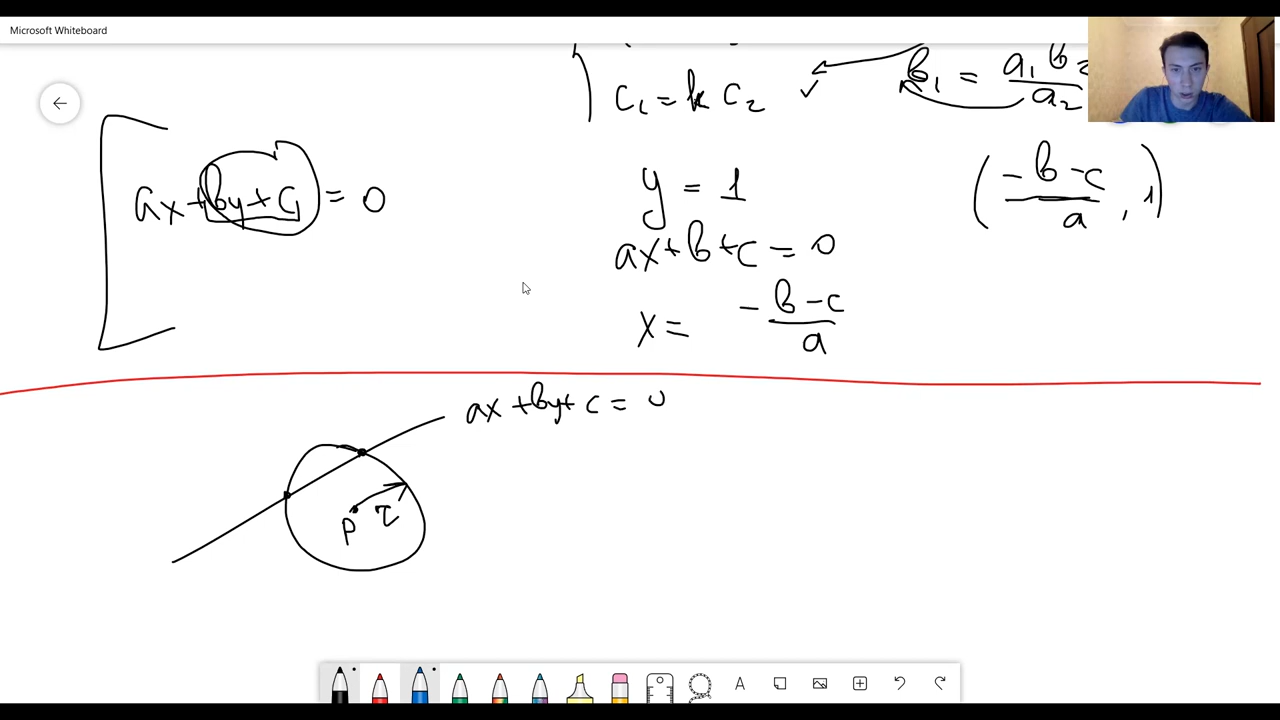 Microsoft Whiteboard
c₁ = k c₂ ✓
b₁ = a₁ b₂ / a₂
ax + by + c = 0
y = 1
ax + b + c = 0
x = (-b - c) / a
((-b - c) / a, 1)
ax + by + c = 0
P r
A